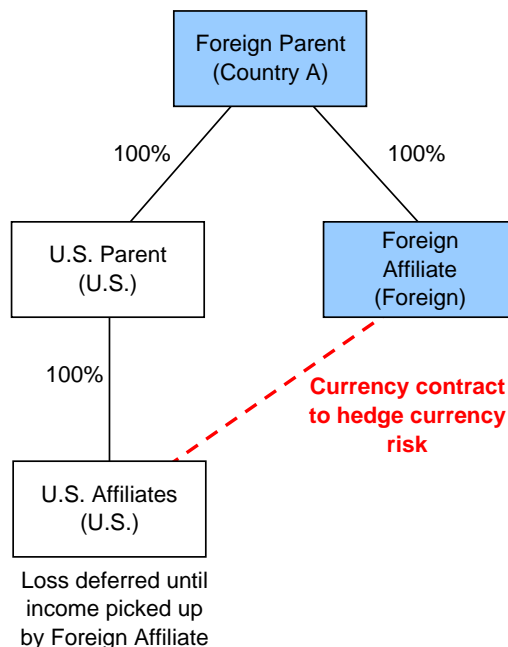 Foreign Parent
(Country A)
100%
100%
U.S. Parent
(U.S.)
Foreign
Affiliate
(Foreign)
100%
Currency contract
to hedge currency
risk
U.S. Affiliates
(U.S.)
Loss deferred until
income picked up
by Foreign Affiliate